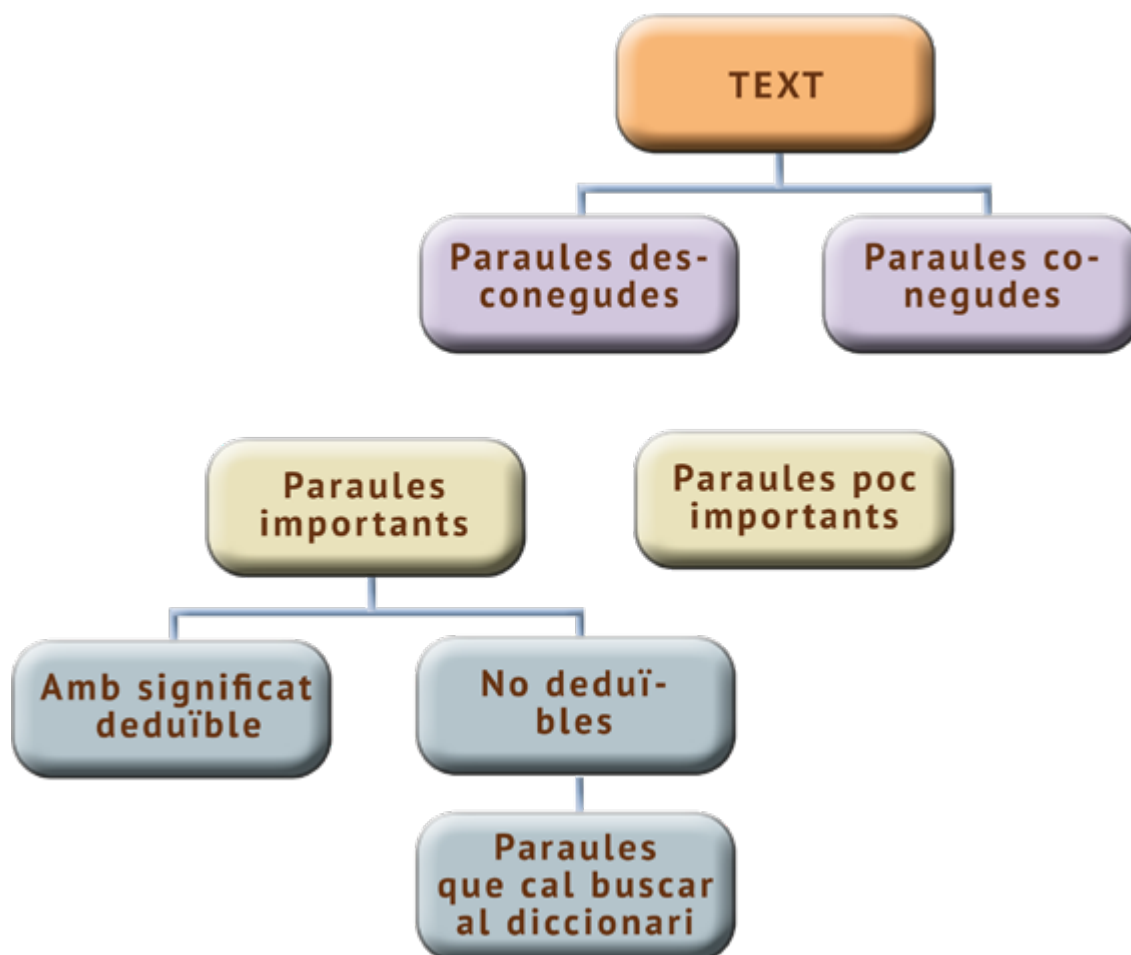 TEXT
Paraules des-
conegudes
Paraules co-
negudes
Paraules
importants
Paraules poc
importants
Amb significat
deduïble
No deduï-
bles
Paraules
que cal buscar
al diccionari